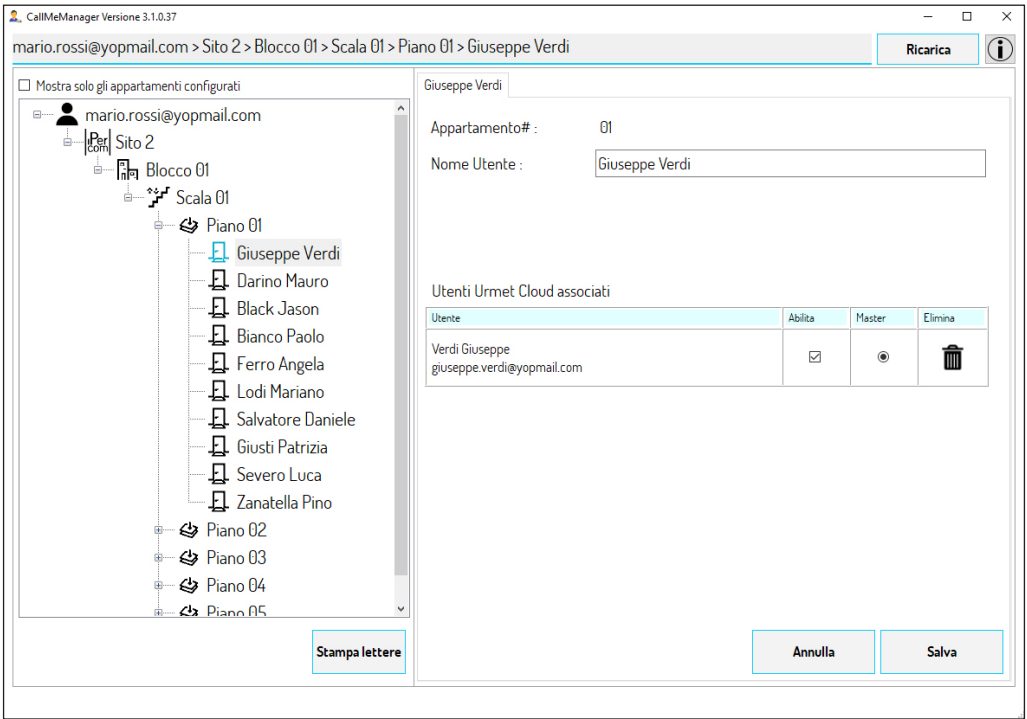 CallMeManager Versione 3.1.0.37
mario.rossi@yopmail.com > Sito 2 > Blocco 01 > Scala 01 > Piano 01 > Giuseppe Verdi
Ricarica
i
Mostra solo gli appartamenti configurati
mario.rossi@yopmail.com
iPer com Sito 2
Blocco 01
Scala 01
Piano 01
Giuseppe Verdi
Darino Mauro
Black Jason
Bianco Paolo
Ferro Angela
Lodi Mariano
Salvatore Daniele
Giusti Patrizia
Severo Luca
Zanatella Pino
Piano 02
Piano 03
Piano 04
Piano 05
Stampa lettere
Giuseppe Verdi
Appartamento# : 01
Nome Utente : Giuseppe Verdi
Utenti Urmet Cloud associati
Utente Abilita Master Elimina
Verdi Giuseppe
giuseppe.verdi@yopmail.com
Annulla Salva